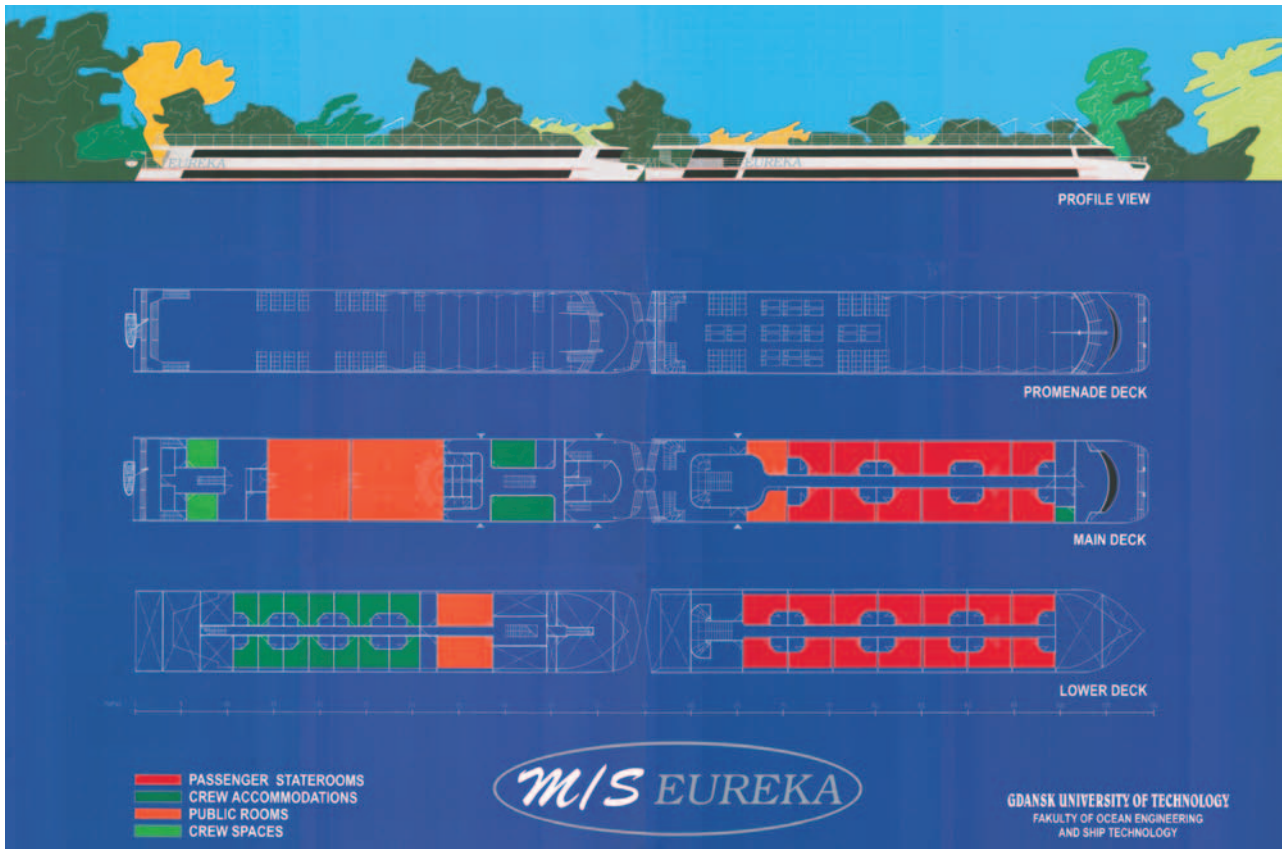 EUREKA
EUREKA
PROFILE VIEW
PROMENADE DECK
MAIN DECK
LOWER DECK
PASSENGER STATEROOMS
CREW ACCOMMODATIONS
PUBLIC ROOMS
CREW SPACES
M/S EUREKA
GDANSK UNIVERSITY OF TECHNOLOGY
FAKULTY OF OCEAN ENGINEERING
AND SHIP TECHNOLOGY